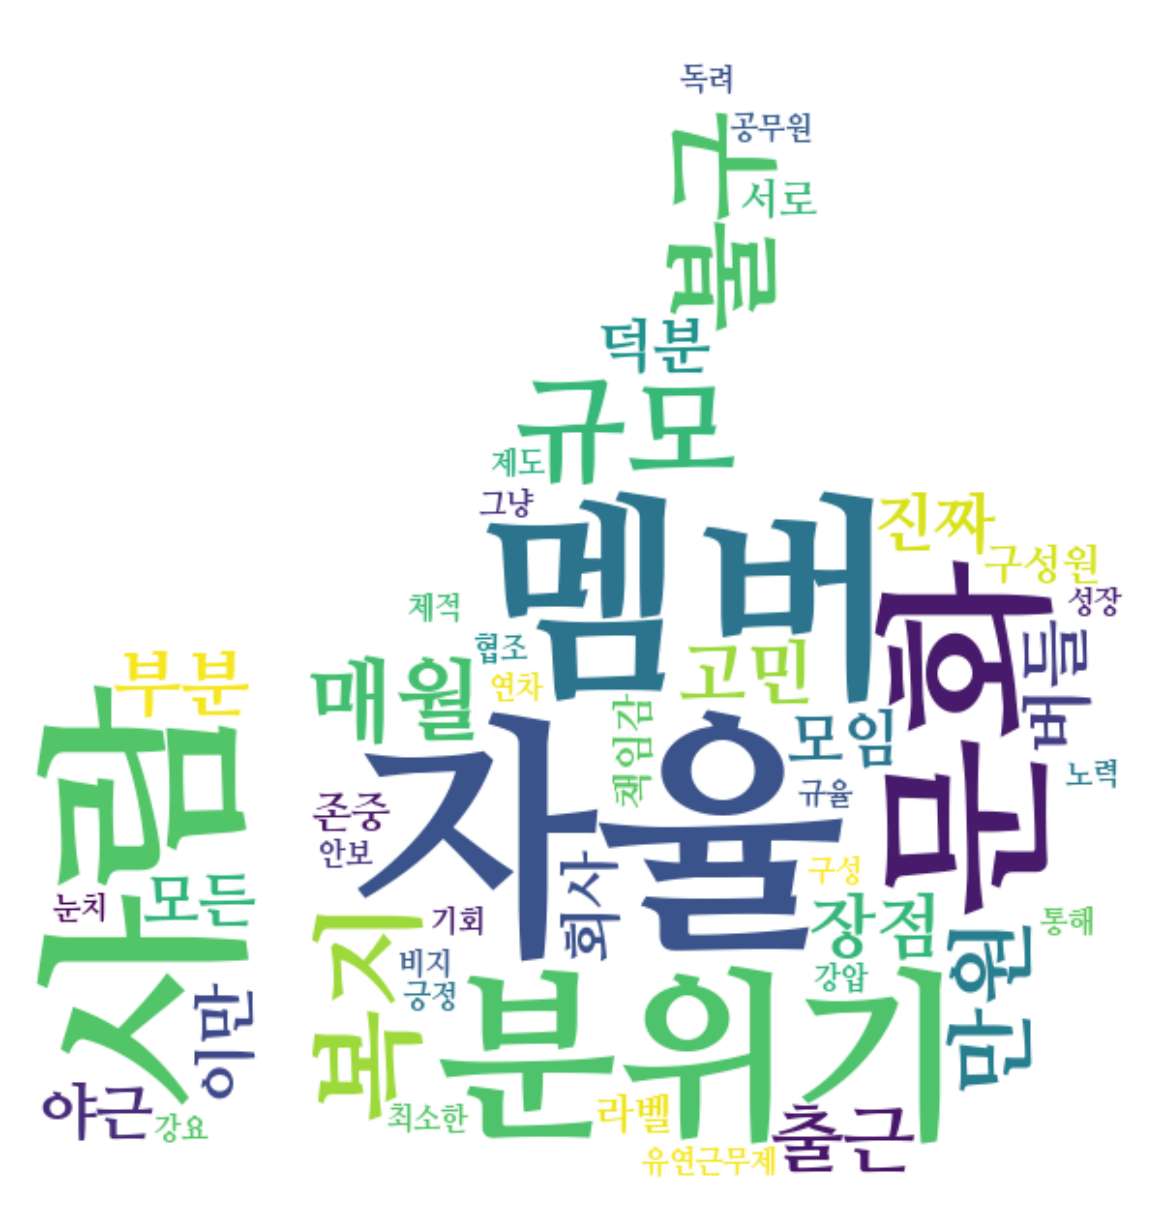 독려
공무원
불구
서로
덕분
규모
제도
그냥
멤버
진짜
구성원
문화
성장
체적
협조
버들
부분
매월
연차
고민
책임감
모임
사람
자율
규율
노력
존중
안보
회사
구성
눈치
모든
복지
기회
장점
통해
만원
비지
긍정
강압
이만
분위기
야근
강요
최소한
라벨
출근
유연근무제